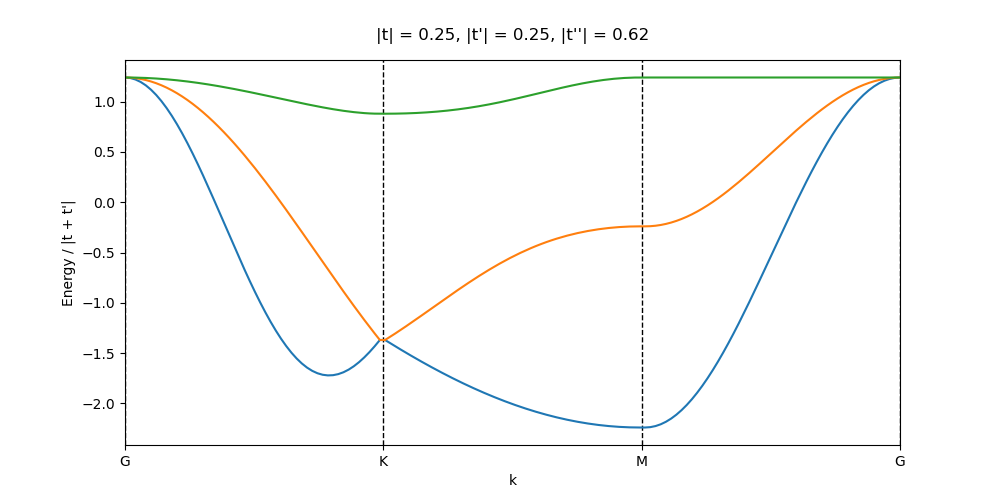 |t| = 0.25, |t'| = 0.25, |t''| = 0.62
1.0
0.5
0.0
−0.5
−1.0
−1.5
−2.0
Energy / |t + t'|
G K M G
k